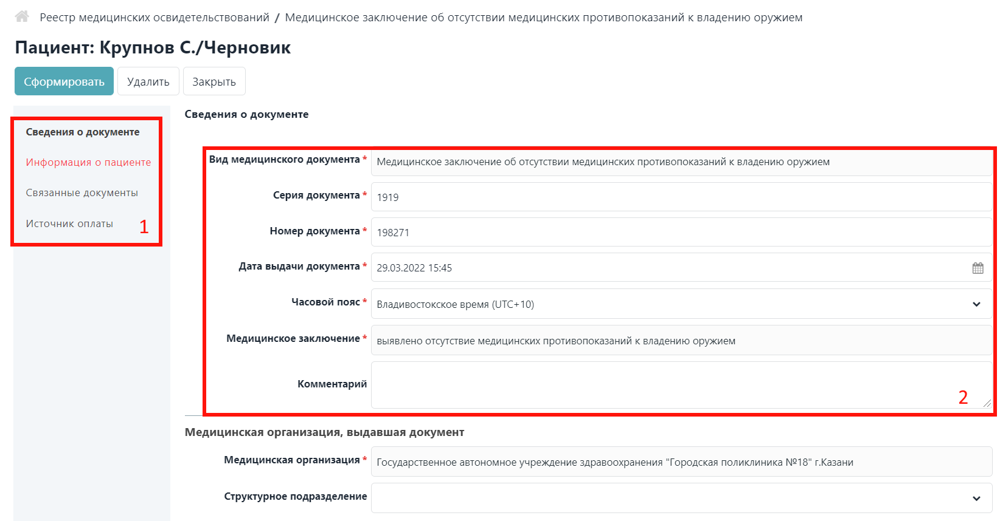 Реестр медицинских освидетельствований / Медицинское заключение об отсутствии медицинских противопоказаний к владению оружием
Пациент: Крупнов С./Черновик
Сформировать Удалить Закрыть
Сведения о документе
Информация о пациенте
Связанные документы
Источник оплаты 1
Сведения о документе
Вид медицинского документа * Медицинское заключение об отсутствии медицинских противопоказаний к владению оружием
Серия документа * 1919
Номер документа * 198271
Дата выдачи документа * 29.03.2022 15:45
Часовой пояс * Владивостокское время (UTC+10)
Медицинское заключение * выявлено отсутствие медицинских противопоказаний к владению оружием
Комментарий
2
Медицинская организация, выдавшая документ
Медицинская организация * Государственное автономное учреждение здравоохранения "Городская поликлиника №18" г.Казани
Структурное подразделение